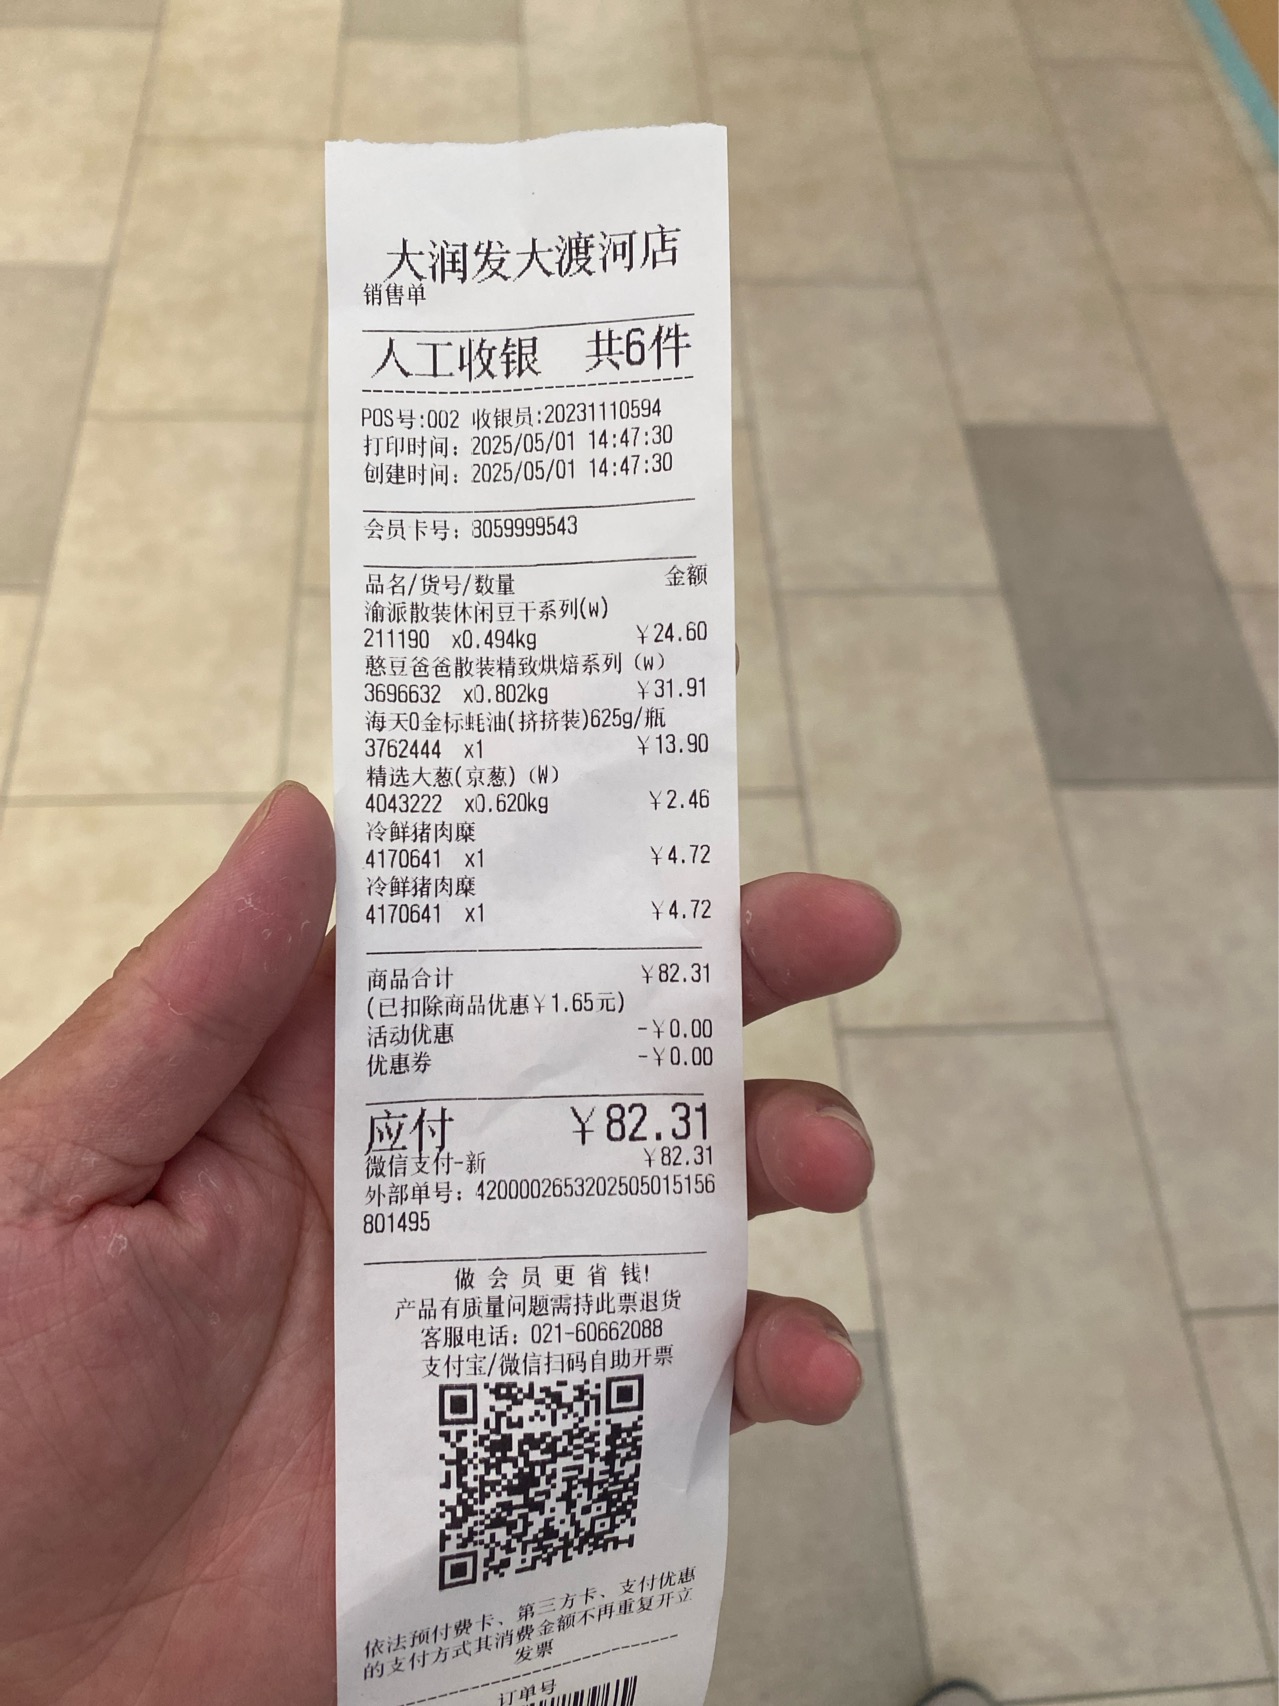 大润发大渡河店
销售单
人工收银 共6件
POS号:002 收银员:20231110594
打印时间: 2025/05/01 14:47:30
创建时间: 2025/05/01 14:47:30
会员卡号: 8059999543
品名/货号/数量 金额
渝派散装休闲豆干系列(W)
211190 x0.494kg ¥24.60
憨豆爸爸散装精致烘焙系列(W)
3696632 x0.802kg ¥31.91
海天0金标蚝油(挤挤装)625g/瓶
3762444 x1 ¥13.90
精选大葱(京葱)(W)
4043222 x0.620kg ¥2.46
冷鲜猪肉糜
4170641 x1 ¥4.72
冷鲜猪肉糜
4170641 x1 ¥4.72
商品合计 ¥82.31
(已扣除商品优惠¥1.65元)
活动优惠 -¥0.00
优惠券 -¥0.00
应付 ¥82.31
微信支付-新 ¥82.31
外部单号: 4200002653202505015156
801495
做会员更省钱!
产品有质量问题需持此票退货
客服电话: 021-60662088
支付宝/微信扫码自助开票
依法预付费卡、第三方卡、支付优惠
的支付方式其消费金额不再重复开立
发票
订单号